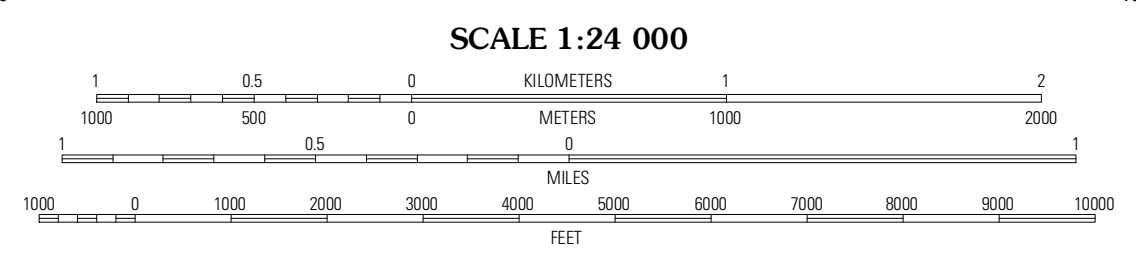 SCALE 1:24 000
1 0.5 0 KILOMETERS 1 2
1000 500 0 METERS 1000 2000
1 0.5 0 1
MILES
1000 0 1000 2000 3000 4000 5000 6000 7000 8000 9000 10000
FEET